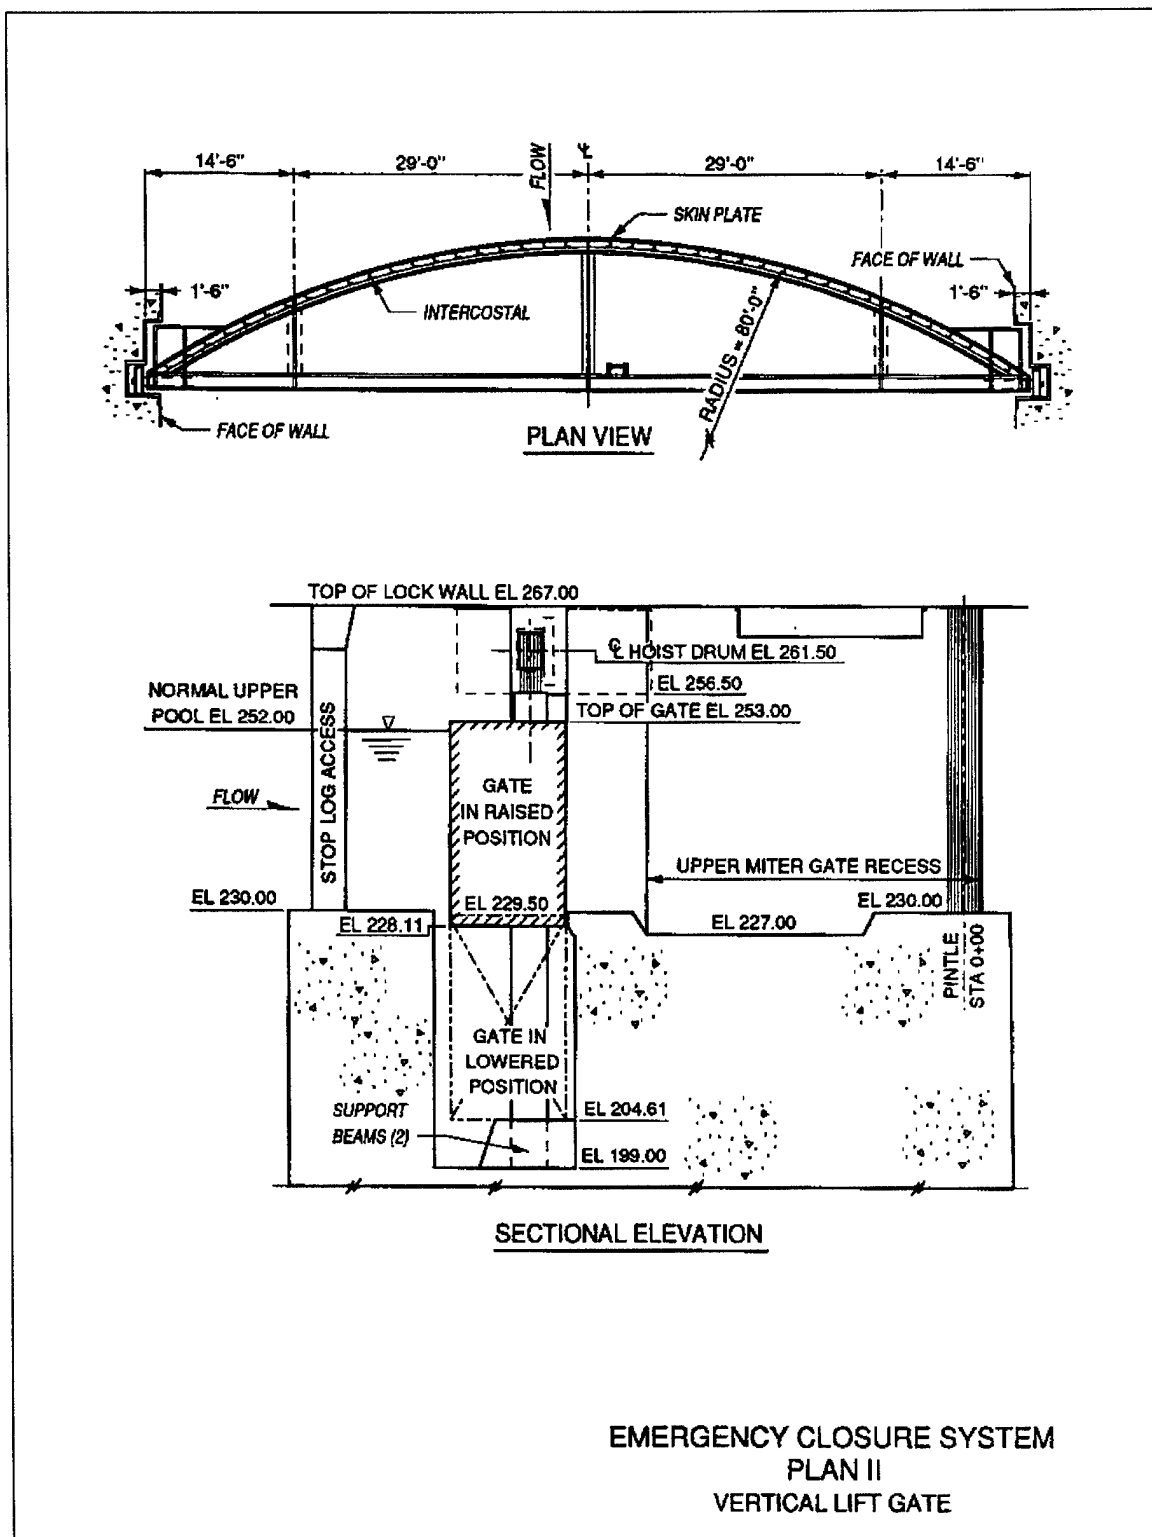 14'-6"
29'-0"
FLOW
℄
29'-0"
14'-6"
SKIN PLATE
FACE OF WALL
1'-6"
1'-6"
INTERCOSTAL
RADIUS = 80'-0"
FACE OF WALL
PLAN VIEW
TOP OF LOCK WALL EL 267.00
℄ HOIST DRUM EL 261.50
EL 256.50
NORMAL UPPER
POOL EL 252.00
TOP OF GATE EL 253.00
STOP LOG ACCESS
FLOW
GATE
IN RAISED
POSITION
UPPER MITER GATE RECESS
EL 230.00
EL 229.50
EL 230.00
EL 228.11
EL 227.00
PINTLE
STA 0+00
GATE IN
LOWERED
POSITION
SUPPORT
BEAMS (2)
EL 204.61
EL 199.00
SECTIONAL ELEVATION
EMERGENCY CLOSURE SYSTEM
PLAN II
VERTICAL LIFT GATE